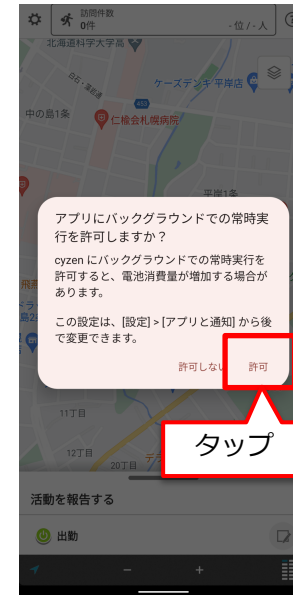 訪問件数
0件
- 位 / - 人
北海道科学大学高
ケーズデンキ 平岸店
中の島1条
453
仁楡会札幌病院
平岸1条
アプリにバックグラウンドでの常時実
行を許可しますか？
cyzen にバックグラウンドでの常時実行を
許可すると、電池消費量が増加する場合が
あります。
この設定は、[設定] > [アプリと通知] から後
で変更できます。
許可しない
許可
タップ
11丁目
12丁目
20丁目
活動を報告する
出勤